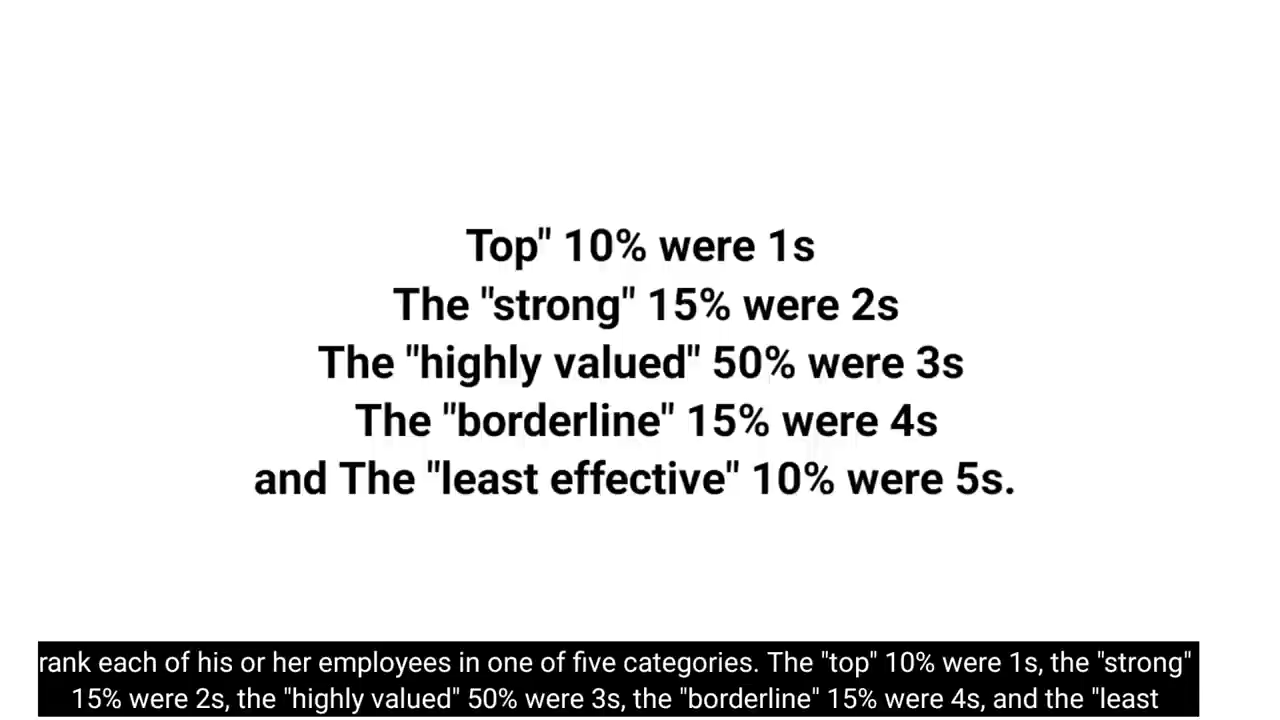 Top" 10% were 1s
The "strong" 15% were 2s
The "highly valued" 50% were 3s
The "borderline" 15% were 4s
and The "least effective" 10% were 5s.
rank each of his or her employees in one of five categories. The "top" 10% were 1s, the "strong"
15% were 2s, the "highly valued" 50% were 3s, the "borderline" 15% were 4s, and the "least